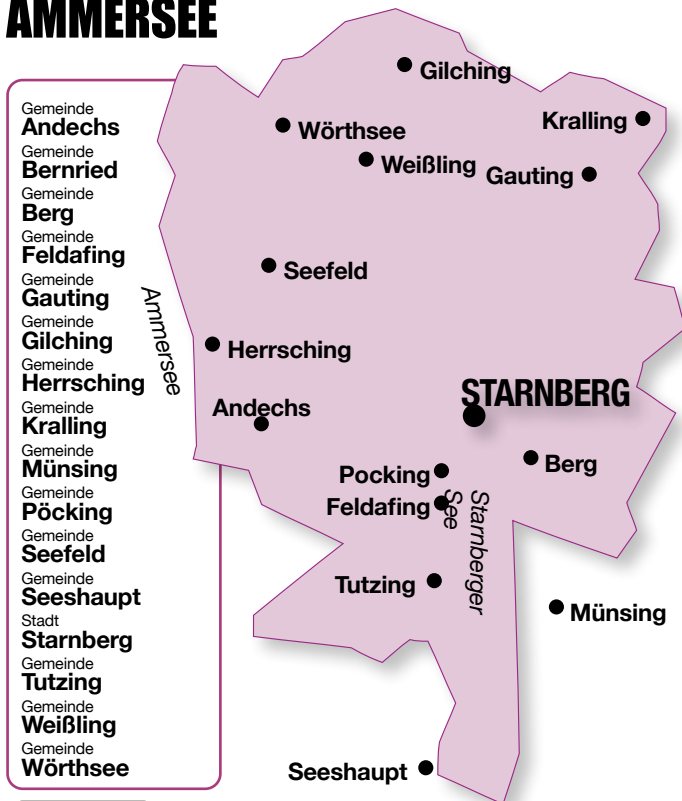 AMMERSEE
Gemeinde
Andechs
Gemeinde
Bernried
Gemeinde
Berg
Gemeinde
Feldafing
Gemeinde
Gauting
Gemeinde
Gilching
Gemeinde
Herrsching
Gemeinde
Kralling
Gemeinde
Münsing
Gemeinde
Pöcking
Gemeinde
Seefeld
Gemeinde
Seeshaupt
Stadt
Starnberg
Gemeinde
Tutzing
Gemeinde
Weißling
Gemeinde
Wörthsee
Gilching
Kralling
Wörthsee
Weißling
Gauting
Seefeld
Ammersee
Herrsching
STARNBERG
Andechs
Berg
Pocking
Feldafing
Starnberger
See
Tutzing
Münsing
Seeshaupt